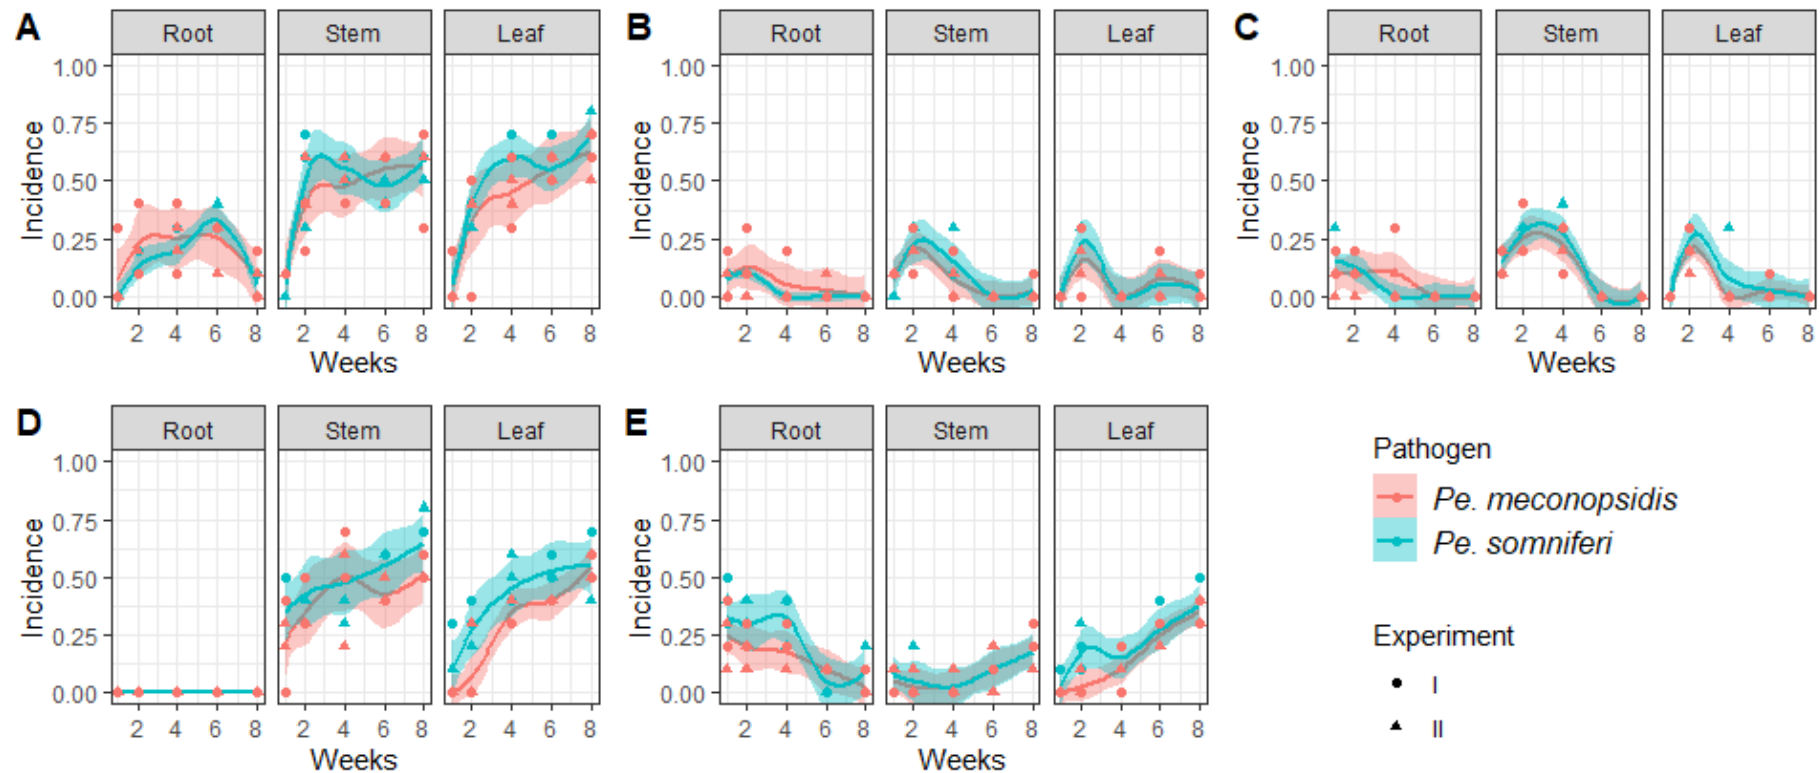 A
Root
Stem
Leaf
Incidence
1.00
0.75
0.50
0.25
0.00
2 4 6 8
2 4 6 8
2 4 6 8
Weeks
B
Root
Stem
Leaf
Incidence
1.00
0.75
0.50
0.25
0.00
2 4 6 8
2 4 6 8
2 4 6 8
Weeks
C
Root
Stem
Leaf
Incidence
1.00
0.75
0.50
0.25
0.00
2 4 6 8
2 4 6 8
2 4 6 8
Weeks
D
Root
Stem
Leaf
Incidence
1.00
0.75
0.50
0.25
0.00
2 4 6 8
2 4 6 8
2 4 6 8
Weeks
E
Root
Stem
Leaf
Incidence
1.00
0.75
0.50
0.25
0.00
2 4 6 8
2 4 6 8
2 4 6 8
Weeks
Pathogen
Pe. meconopsidis
Pe. somniferi
Experiment
I
II